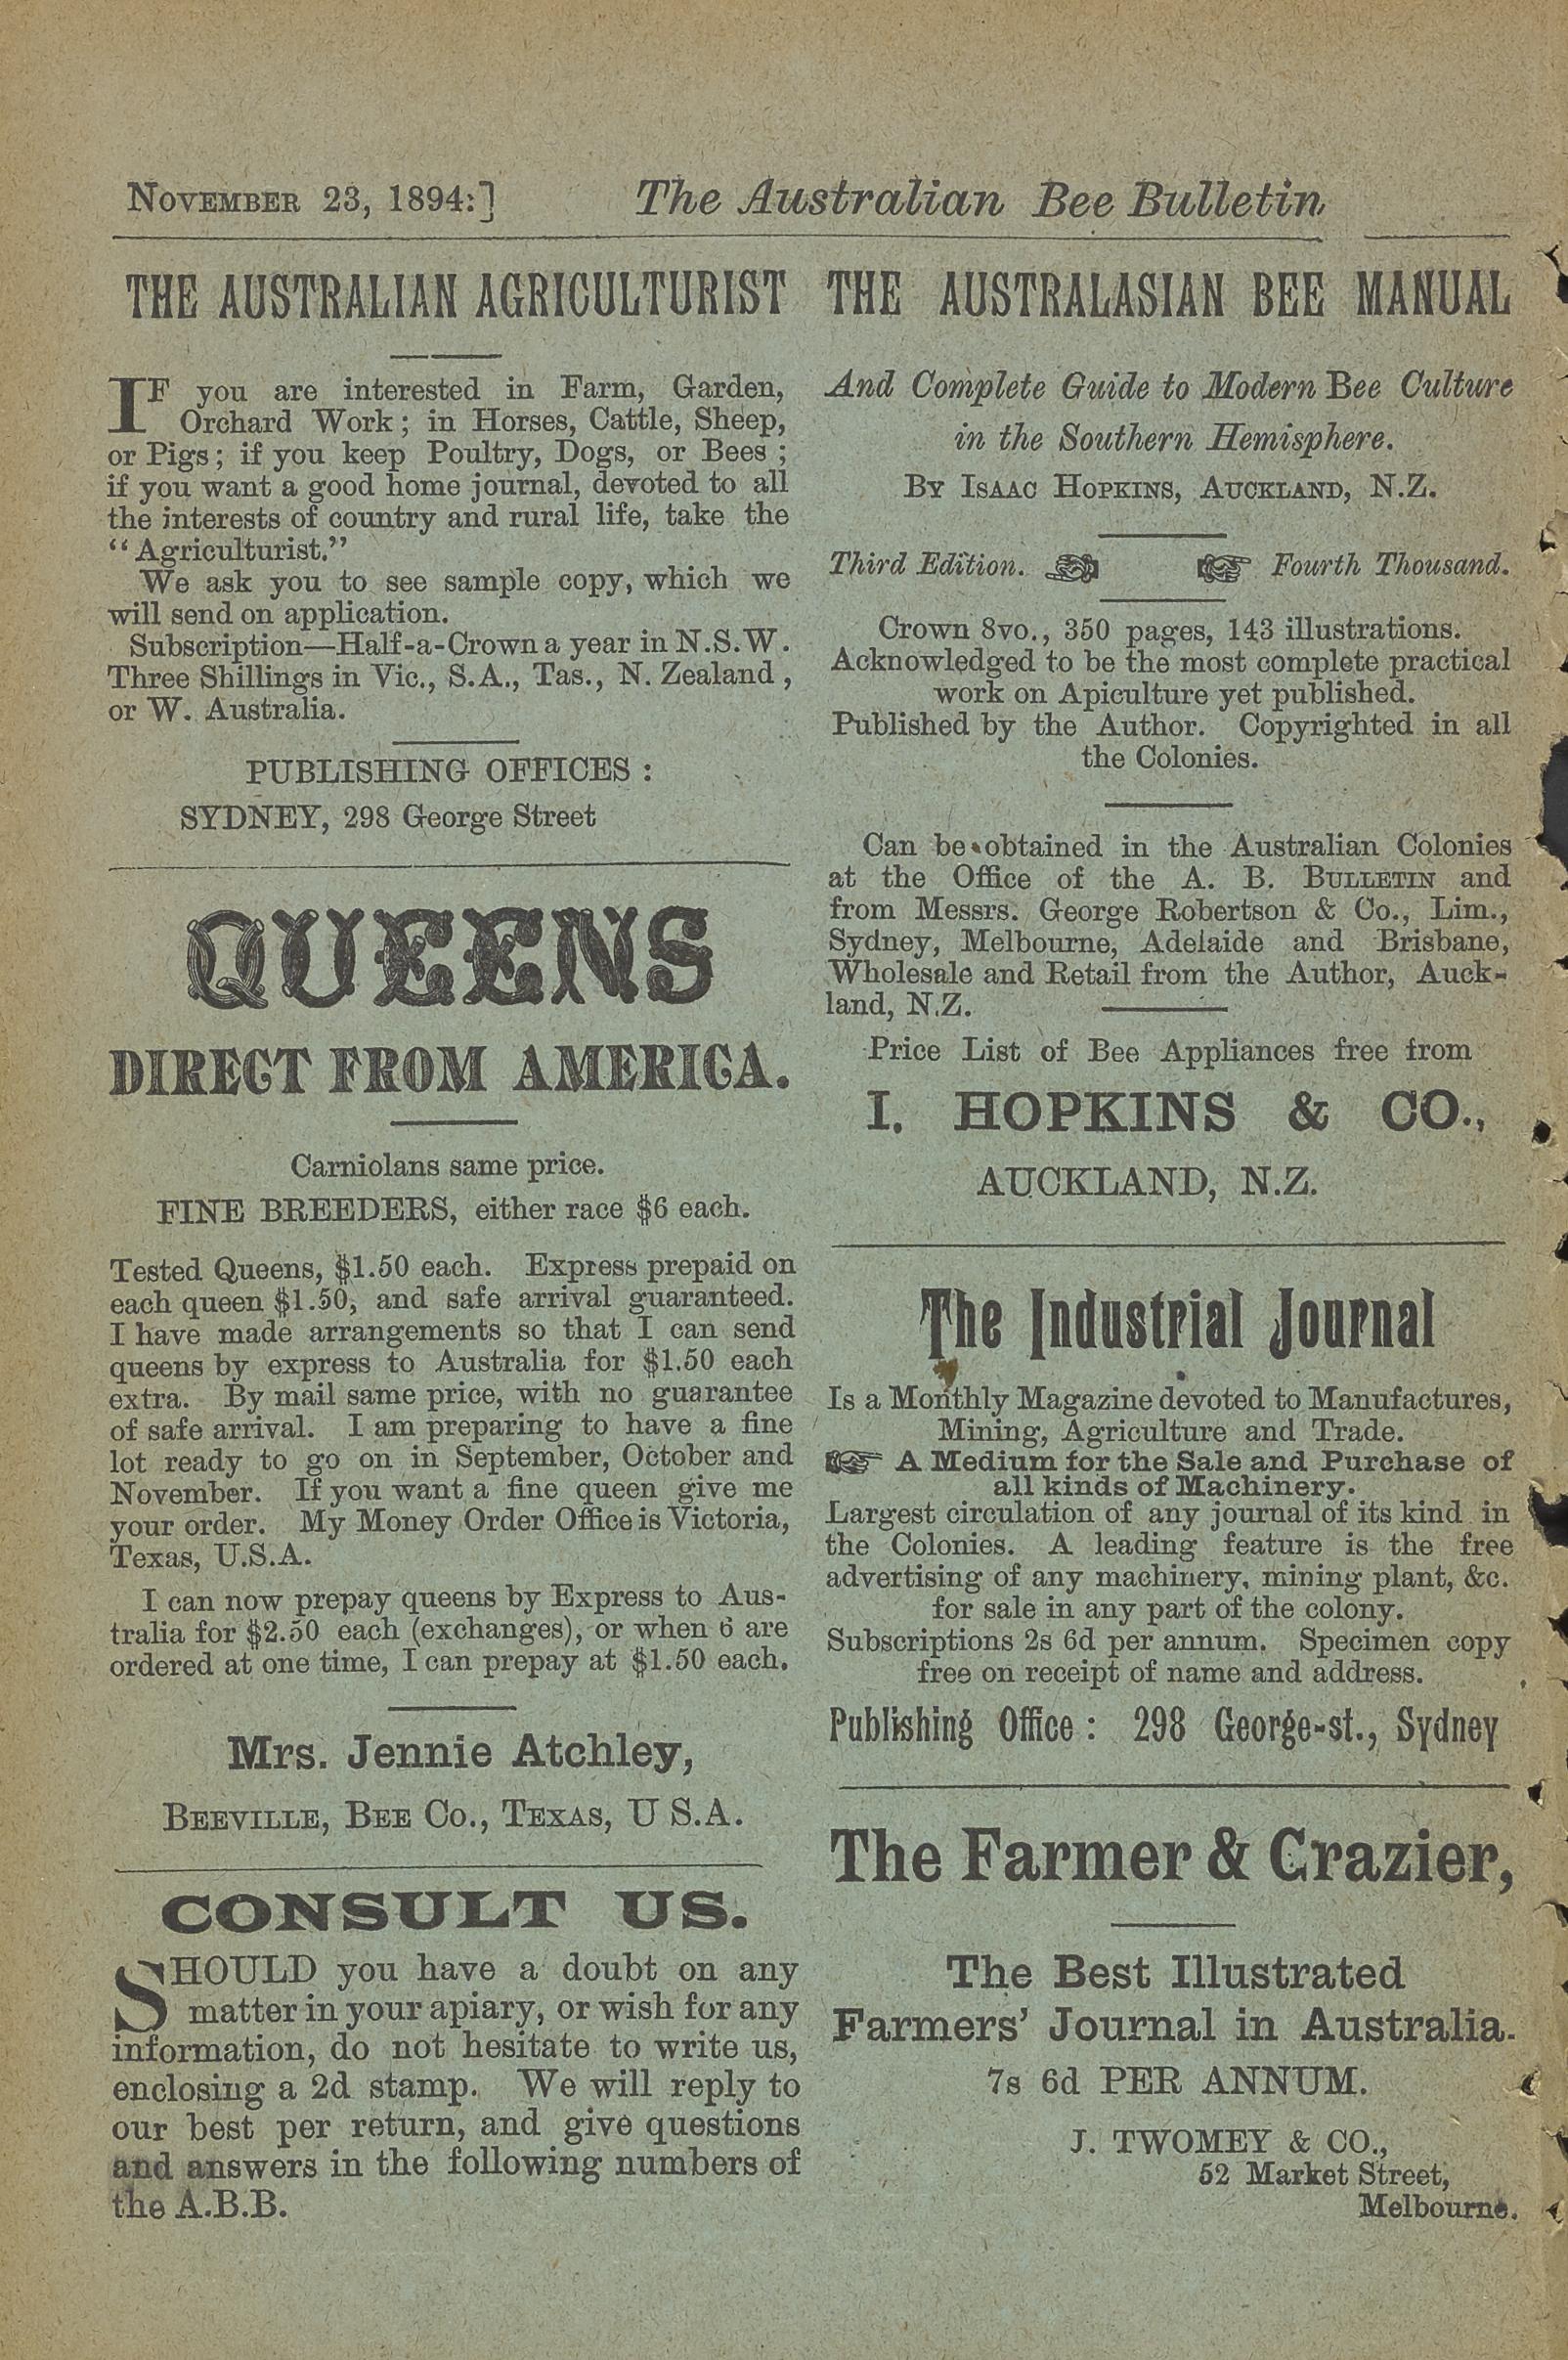 NOVEMBER 23, 1894:] The Australian Bee Bulletin
THE AUSTRALIAN AGRICULTURIST
IF you are interested in Farm, Garden,
Orchard Work; in Horses, Cattle, Sheep,
or Pigs; if you keep Poultry, Dogs, or Bees ;
if you want a good home journal, devoted to all
the interests of country and rural life, take the
"Agriculturist."
We ask you to see sample copy, which we
will send on application.
Subscription—Half-a-Crown a year in N.S.W.
Three Shillings in Vic., S.A., Tas., N. Zealand ,
or W. Australia.
PUBLISHING OFFICES :
SYDNEY, 298 George Street
QUEENS
DIRECT FROM AMERICA.
Carniolans same price.
FINE BREEDERS, either race $6 each.
Tested Queens, $1.50 each. Express prepaid on
each queen $1.50, and safe arrival guaranteed.
I have made arrangements so that I can send
queens by express to Australia for $1.50 each
extra. By mail same price, with no guarantee
of safe arrival. I am preparing to have a fine
lot ready to go on in September, October and
November. If you want a fine queen give me
your order. My Money Order Office is Victoria,
Texas, U.S.A.
I can now prepay queens by Express to Aus-
tralia for $2.50 each (exchanges), or when 6 are
ordered at one time, I can prepay at $1.50 each.
Mrs. Jennie Atchley,
BEEVILLE, BEE CO., TEXAS, U S.A.
CONSULT US.
SHOULD you have a doubt on any
matter in your apiary, or wish for any
information, do not hesitate to write us,
enclosing a 2d stamp. We will reply to
our best per return, and give questions
and answers in the following numbers of
the A.B.B.
THE AUSTRALASIAN BEE MANUAL
And Complete Guide to Modern Bee Culture
in the Southern Hemisphere.
BY ISAAC HOPKINS, AUCKLAND, N.Z.
Third Edition. Fourth Thousand.
Crown 8vo., 350 pages, 143 illustrations.
Acknowledged to be the most complete practical
work on Apiculture yet published.
Published by the Author. Copyrighted in all
the Colonies.
Can be obtained in the Australian Colonies
at the Office of the A. B. BULLETIN and
from Messrs. George Robertson & Co., Lim.,
Sydney, Melbourne, Adelaide and Brisbane,
Wholesale and Retail from the Author, Auck-
land, N.Z.
Price List of Bee Appliances free from
I. HOPKINS & CO.,
AUCKLAND, N.Z.
The Industrial Journal
Is a Monthly Magazine devoted to Manufactures,
Mining, Agriculture and Trade.
A Medium for the Sale and Purchase of
all kinds of Machinery.
Largest circulation of any journal of its kind in
the Colonies. A leading feature is the free
advertising of any machinery, mining plant, &c.
for sale in any part of the colony.
Subscriptions 2s 6d per annum. Specimen copy
free on receipt of name and address.
Publishing Office : 298 George-st., Sydney
The Farmer & Grazier,
The Best Illustrated
Farmers' Journal in Australia.
7s 6d PER ANNUM.
J. TWOMEY & CO.,
52 Market Street,
Melbourne.